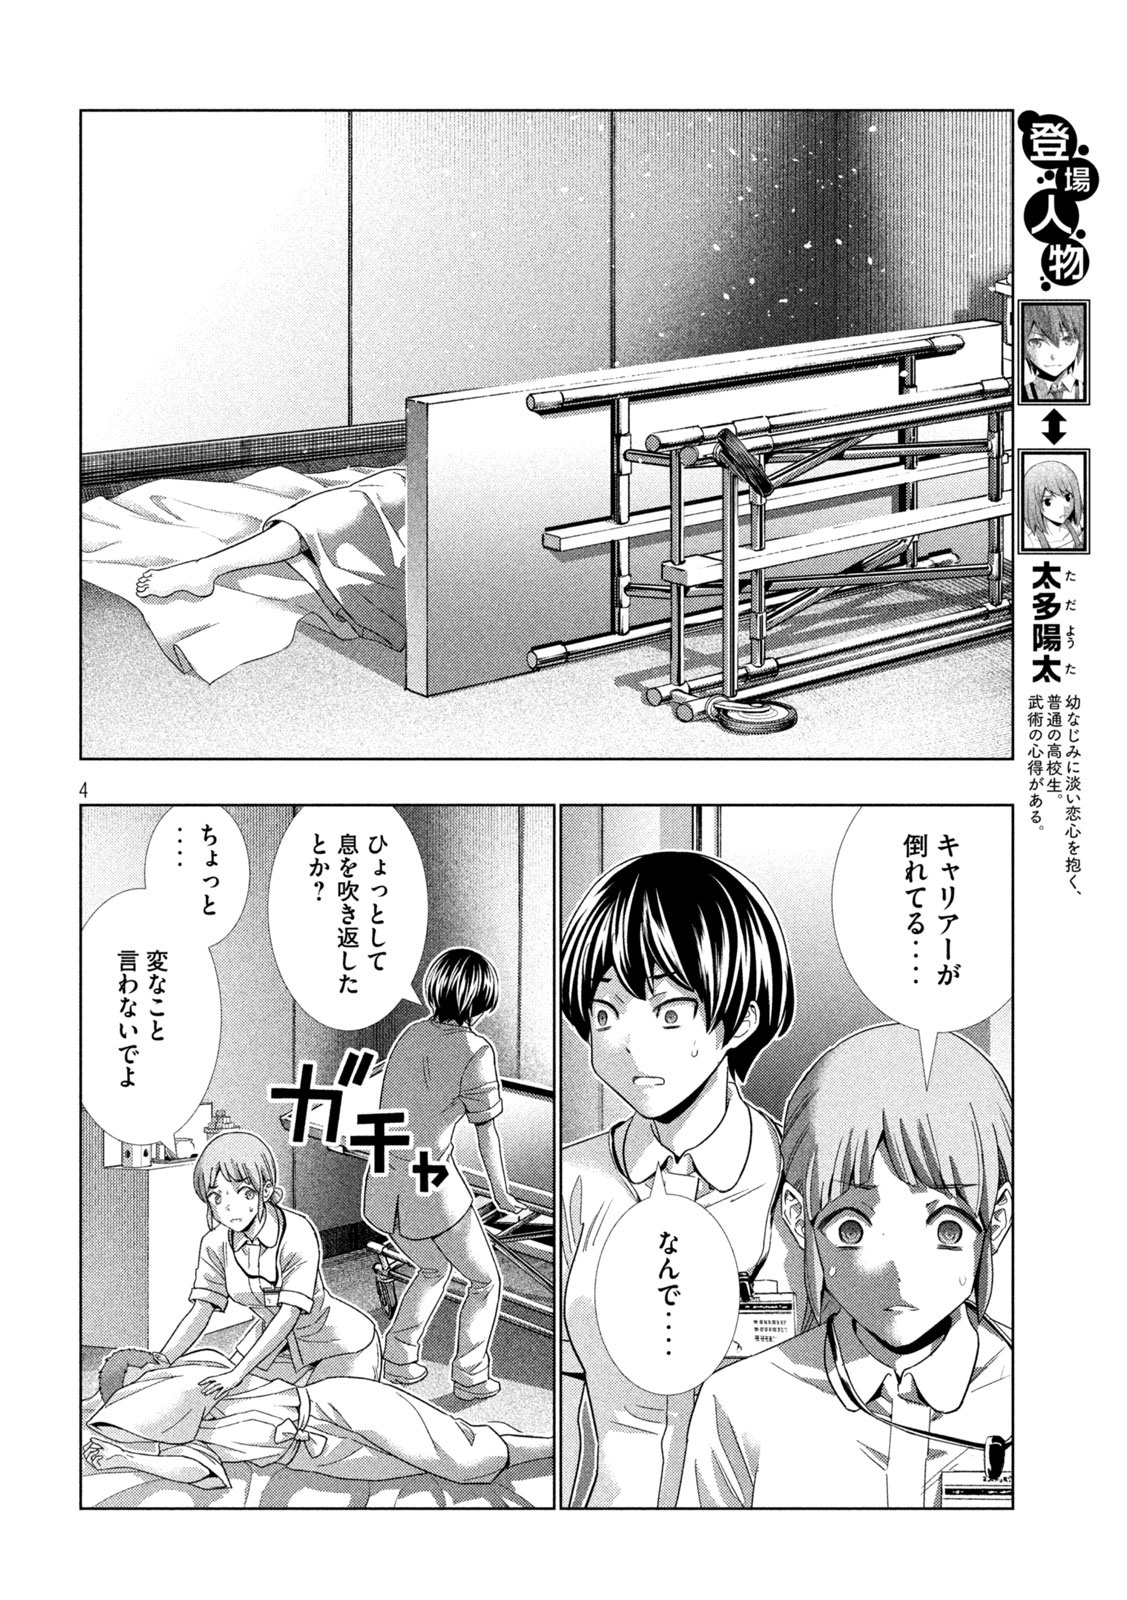 登場人物
太多陽太
ただようた
幼なじみに淡い恋心を抱く、
普通の高校生。
武術の心得がある。
キャリアーが
倒れてる‥‥
なんで‥‥
ひょっとして
息を吹き返した
とか?
ガチャ
ちょっと
‥‥
変なこと
言わないでよ
4